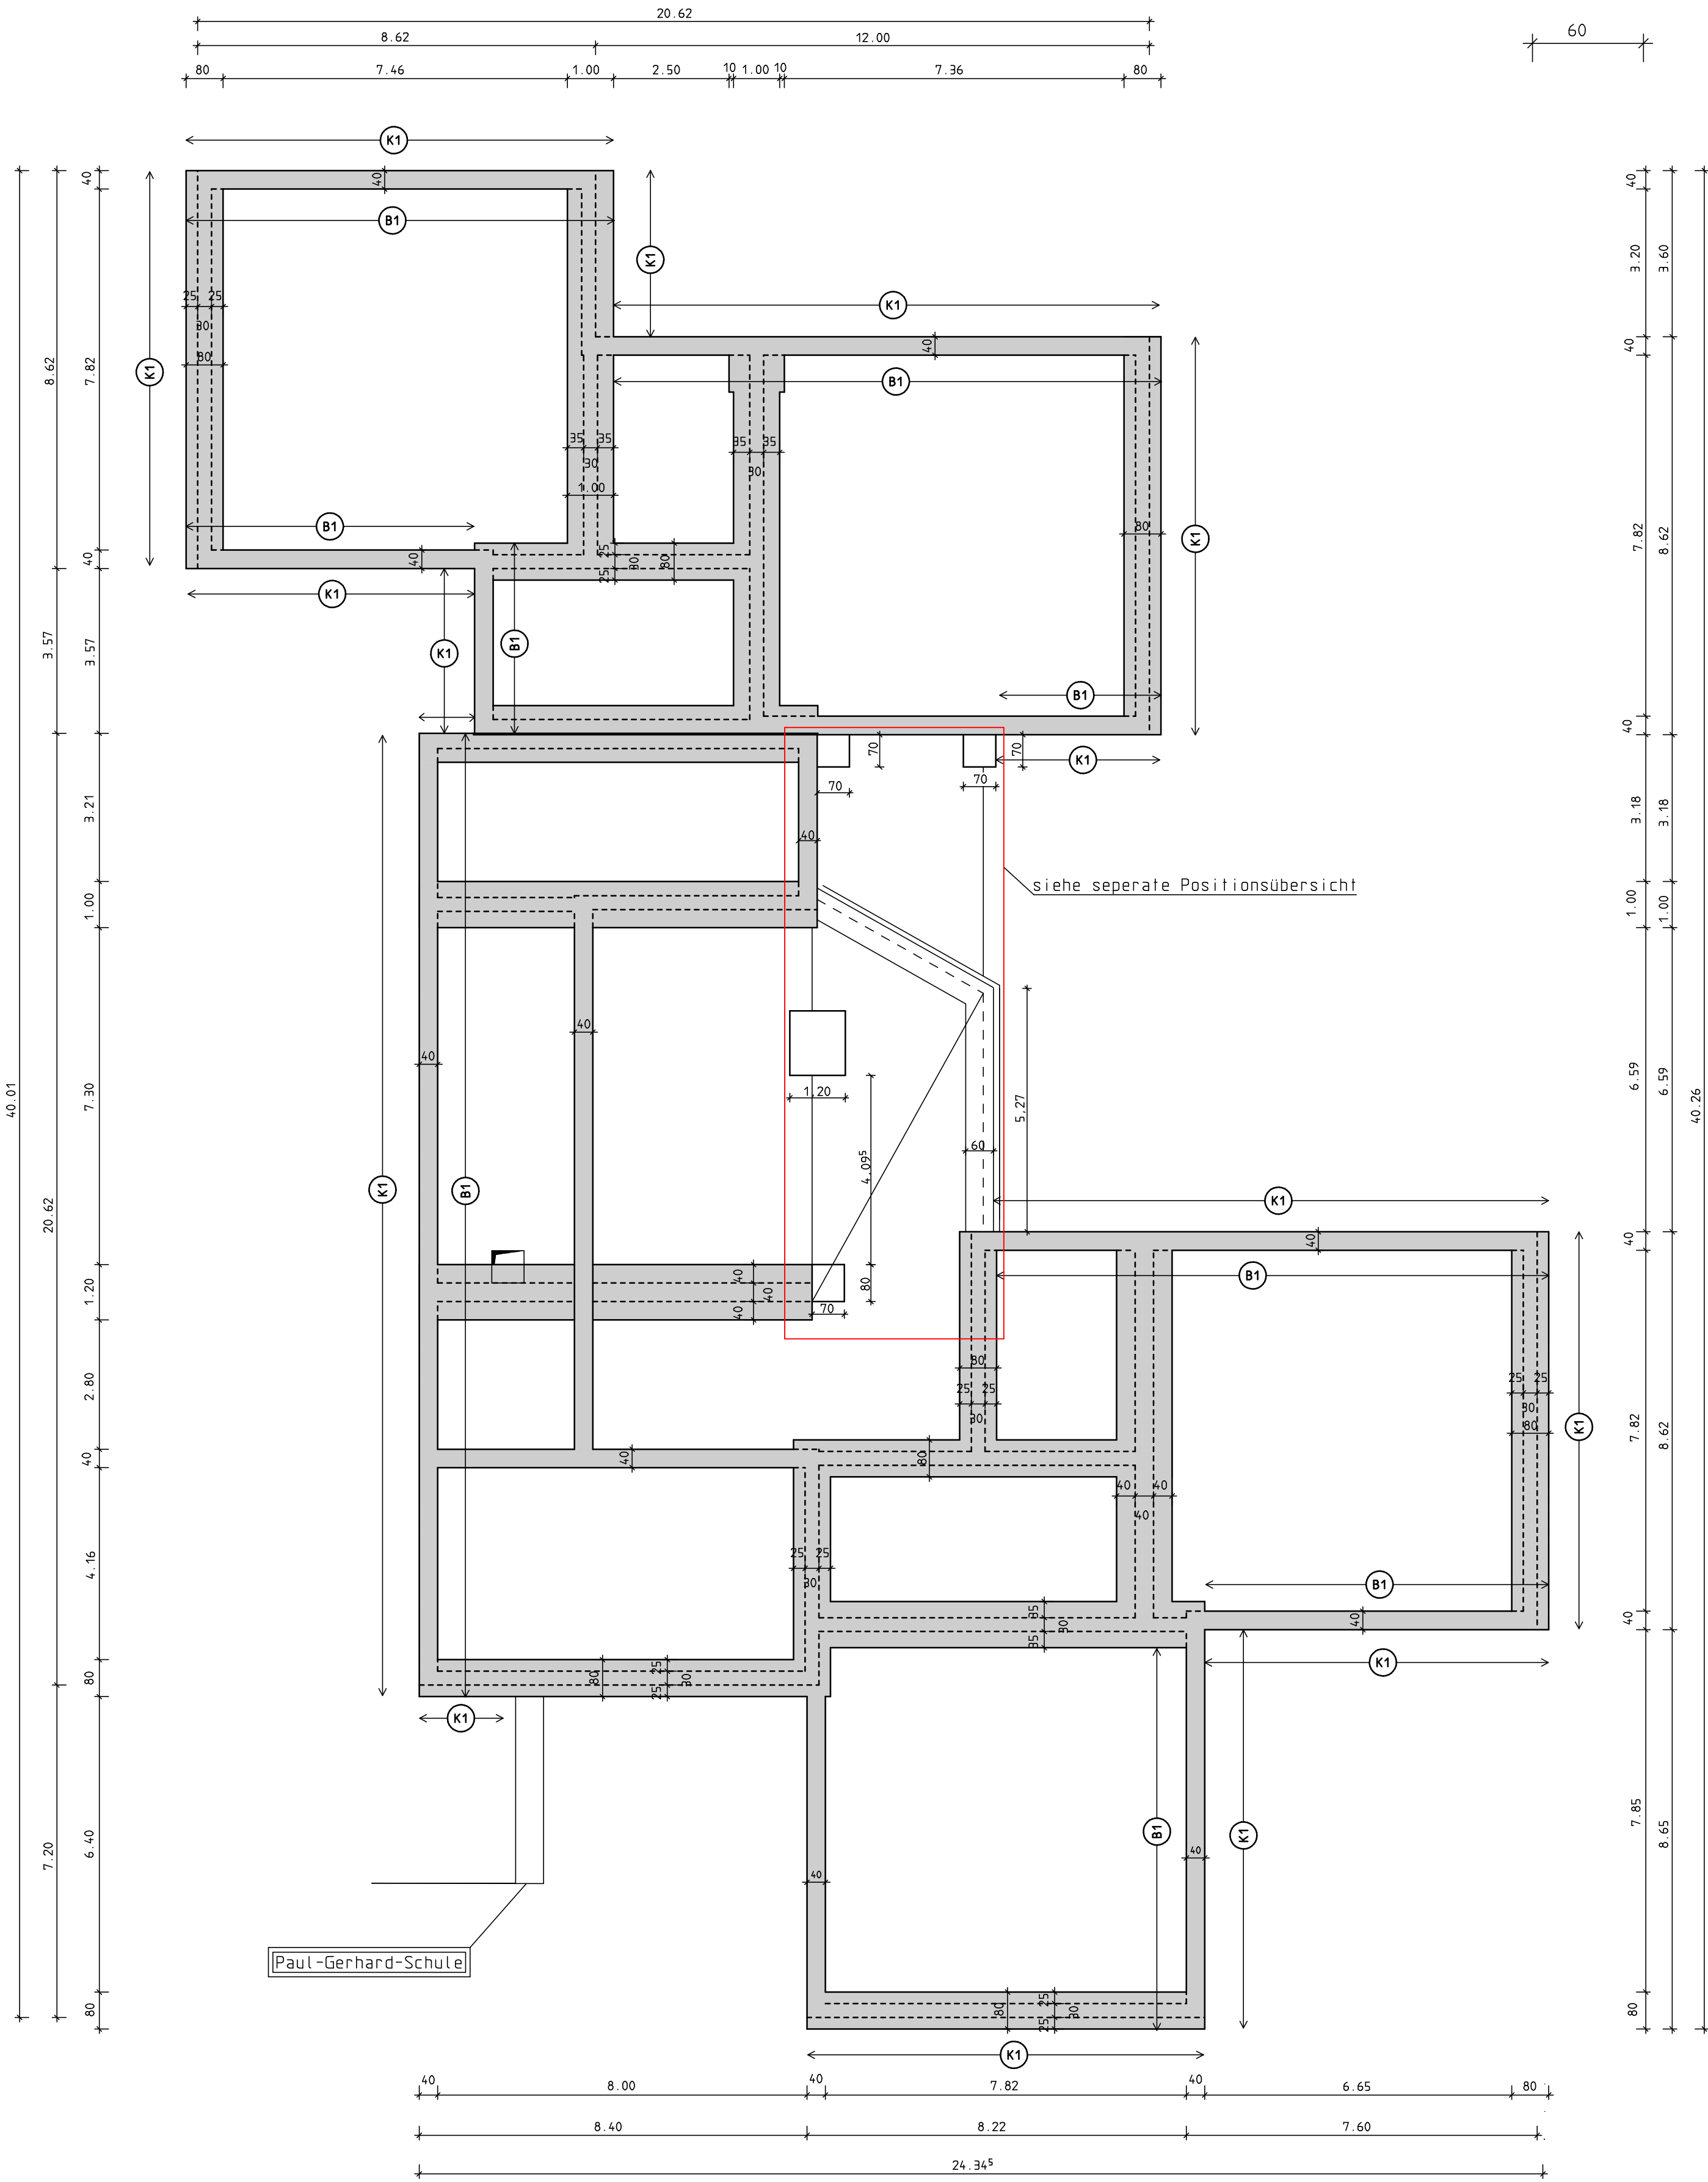 20.62
60
8.62 12.00
80 7.46 1.00 2.50 10 1.00 10 7.36 80
K1
40 40 40
B1
3.20 3.60
K1 K1
25 25
30
40 40
80
8.62 7.82 K1 B1
35 35 35 35
30 30
1.00
80 K1 7.82 8.62
B1
40 40 25 30 80
25
K1
3.57 3.57 K1 B1
B1
40
70 70 K1
70 70
3.21 3.18 3.18
40
siehe seperate Positionsübersicht
1.00 1.00 1.00
40
40
7.30 1,20 6.59 6.59
40.01 5,27 40.26
60
4.09⁵
K1 B1 K1
20.62
40 40
1.20 40 40 80 B1
40 70
80
2.80 25 25 25 25
30 30
80
7.82 8.62 K1
40 40 80
40 40
40
4.16 25 25
30
B1
35 30 40 40
35
80 80 25 30 K1
25
K1
7.20 6.40 B1 K1 7.85 8.65
40
40
Paul-Gerhard-Schule
80 80 25 30 80
25
K1
40 8.00 40 7.82 40 6.65 80
8.40 8.22 7.60
24.34⁵